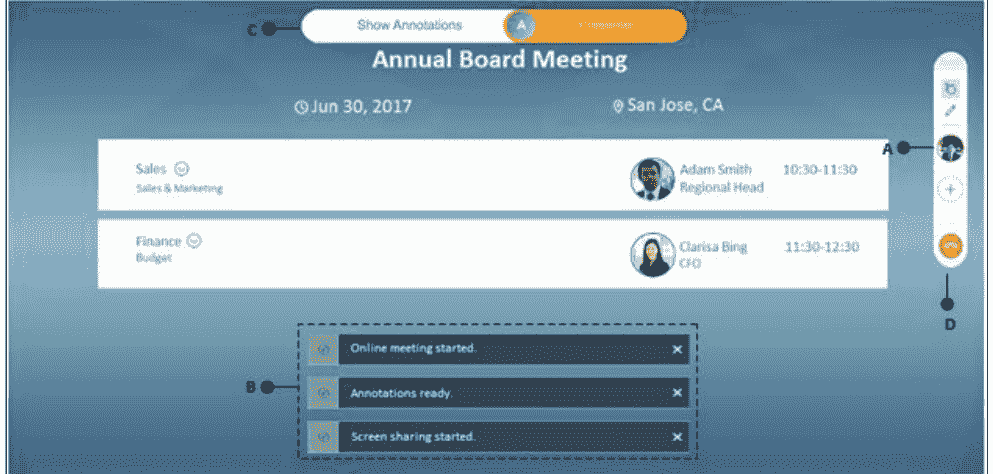 C
Show Annotations
A
Annual Board Meeting
Jun 30, 2017
San Jose, CA
Sales
Sales & Marketing
Adam Smith
Regional Head
10:30-11:30
A
Finance
Budget
Clarisa Bing
CFO
11:30-12:30
D
Online meeting started.
B
Annotations ready.
Screen sharing started.